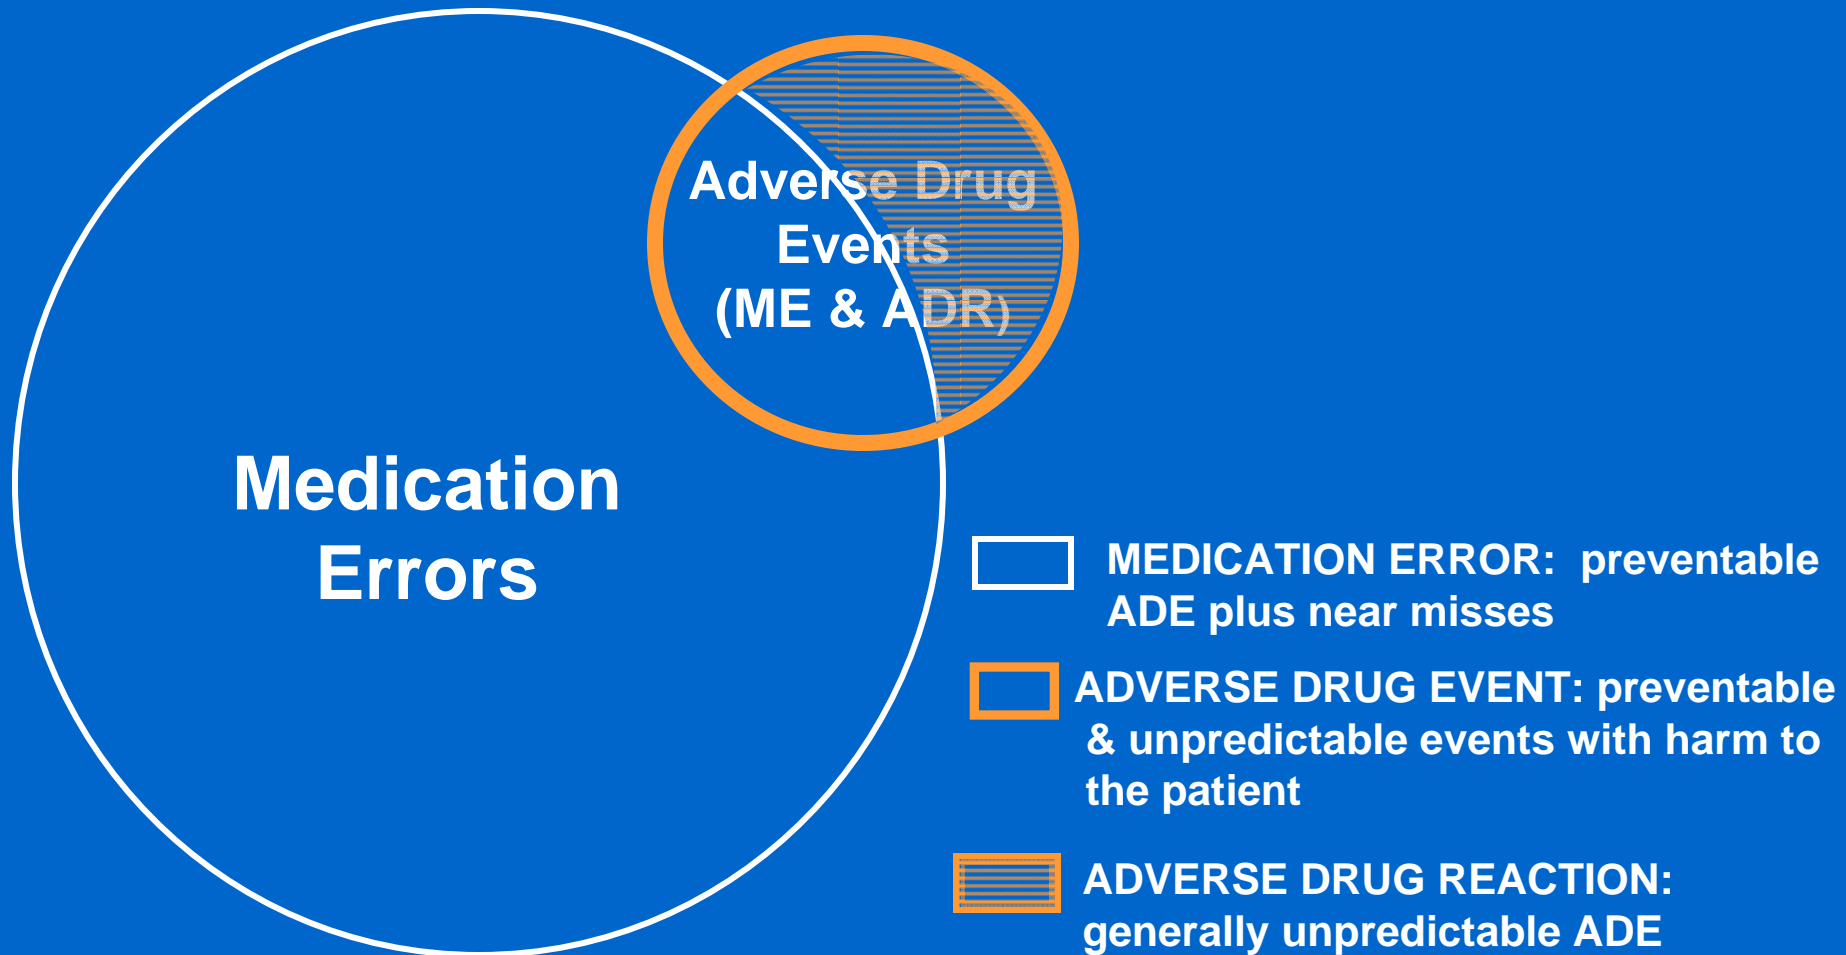 Adverse Drug
Events
(ME & ADR)
Medication
Errors
MEDICATION ERROR: preventable
ADE plus near misses
ADVERSE DRUG EVENT: preventable
& unpredictable events with harm to
the patient
ADVERSE DRUG REACTION:
generally unpredictable ADE